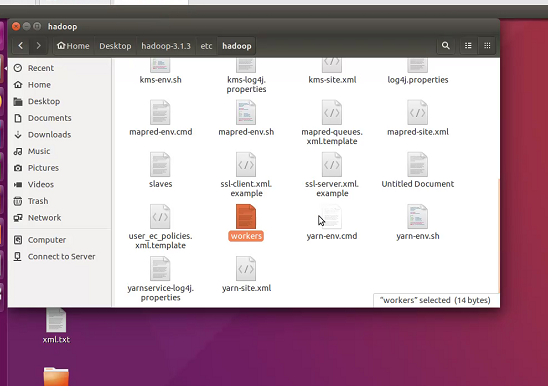 hadoop
Home Desktop hadoop-3.1.3 etc hadoop
Recent
Home
Desktop
Documents
Downloads
Music
Pictures
Videos
Trash
Network
Computer
Connect to Server
kms-env.sh
kms-log4j.
properties
kms-site.xml
log4j.properties
mapred-env.cmd
mapred-env.sh
mapred-queues.
xml.template
mapred-site.xml
slaves
ssl-client.xml.
example
ssl-server.xml.
example
Untitled Document
user_ec_policies.
xml.template
workers
yarn-env.cmd
yarn-env.sh
yarnservice-log4j.
properties
yarn-site.xml
"workers" selected (14 bytes)
xml.txt